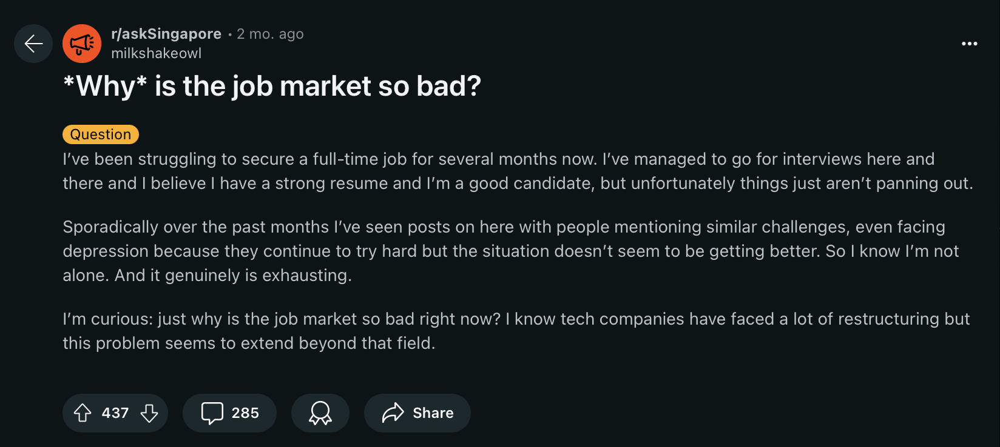 r/askSingapore • 2 mo. ago
milkshakeowl
*Why* is the job market so bad?
Question
I’ve been struggling to secure a full-time job for several months now. I’ve managed to go for interviews here and
there and I believe I have a strong resume and I’m a good candidate, but unfortunately things just aren’t panning out.
Sporadically over the past months I’ve seen posts on here with people mentioning similar challenges, even facing
depression because they continue to try hard but the situation doesn’t seem to be getting better. So I know I’m not
alone. And it genuinely is exhausting.
I’m curious: just why is the job market so bad right now? I know tech companies have faced a lot of restructuring but
this problem seems to extend beyond that field.
437 285 Share